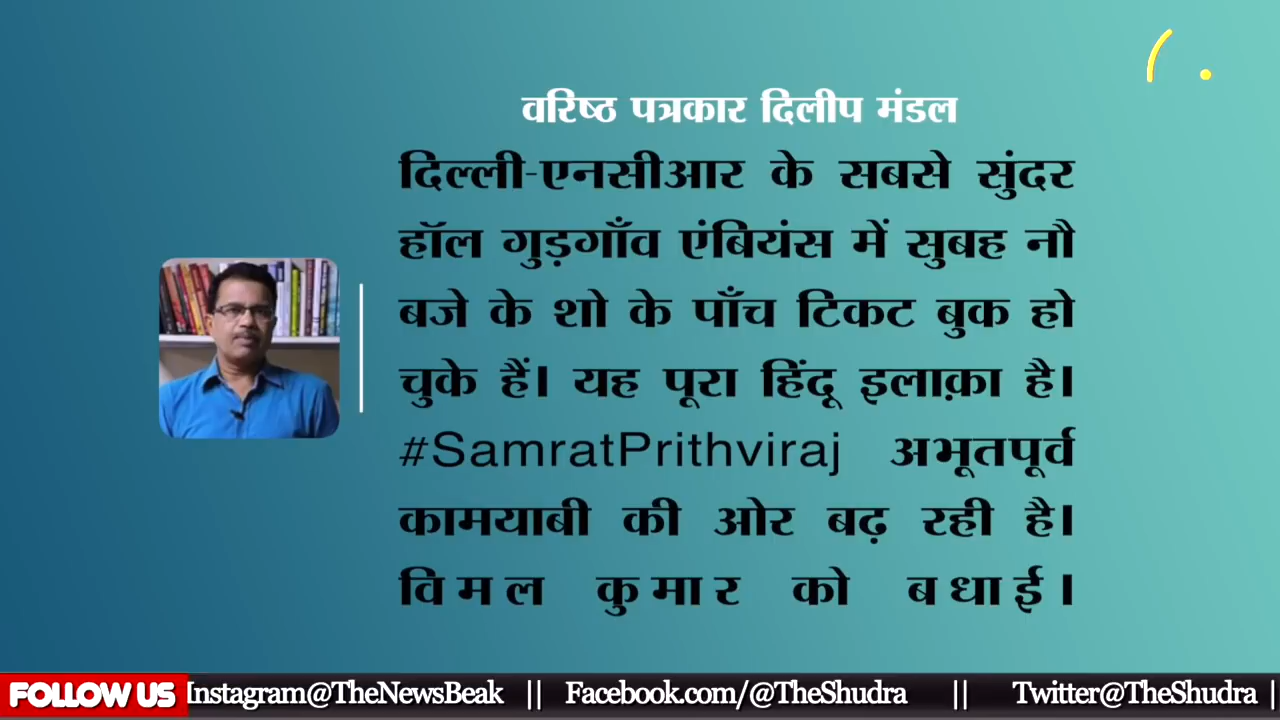 वरिष्ठ पत्रकार दिलीप मंडल
दिल्ली-एनसीआर के सबसे सुंदर
हॉल गुड़गाँव एंबियंस में सुबह नौ
बजे के शो के पाँच टिकट बुक हो
चुके हैं। यह पूरा हिंदू इलाक़ा है।
#SamratPrithviraj अभूतपूर्व
कामयाबी की ओर बढ़ रही है।
विमल कुमार को बधाई।
FOLLOW US Instagram@TheNewsBeak || Facebook.com/@TheShudra || Twitter@TheShudra |